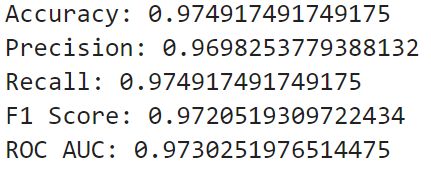 Accuracy: 0.974917491749175
Precision: 0.9698253779388132
Recall: 0.974917491749175
F1 Score: 0.9720519309722434
ROC AUC: 0.9730251976514475